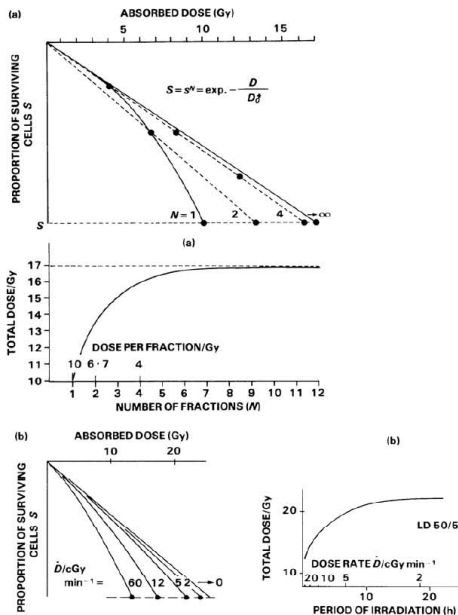 (a)
ABSORBED DOSE (Gy)
5 10 15
PROPORTION OF SURVIVING
CELLS S
S = s^N = exp. - D / D₀*
N = 1 2 4 →∞
S
(a)
TOTAL DOSE/Gy
17
16
15
14
13
12
11
10
DOSE PER FRACTION/Gy
10 6·7 4
1 2 3 4 5 6 7 8 9 10 11 12
NUMBER OF FRACTIONS (N)
(b)
ABSORBED DOSE (Gy)
10 20
PROPORTION OF SURVIVING
CELLS S
Ḋ/cGy
min⁻¹ = 60 12 5 2 →0
(b)
TOTAL DOSE/Gy
20
10
LD 50/5
DOSE RATE Ḋ/cGy min⁻¹
20 10 5 2
10 20
PERIOD OF IRRADIATION (h)